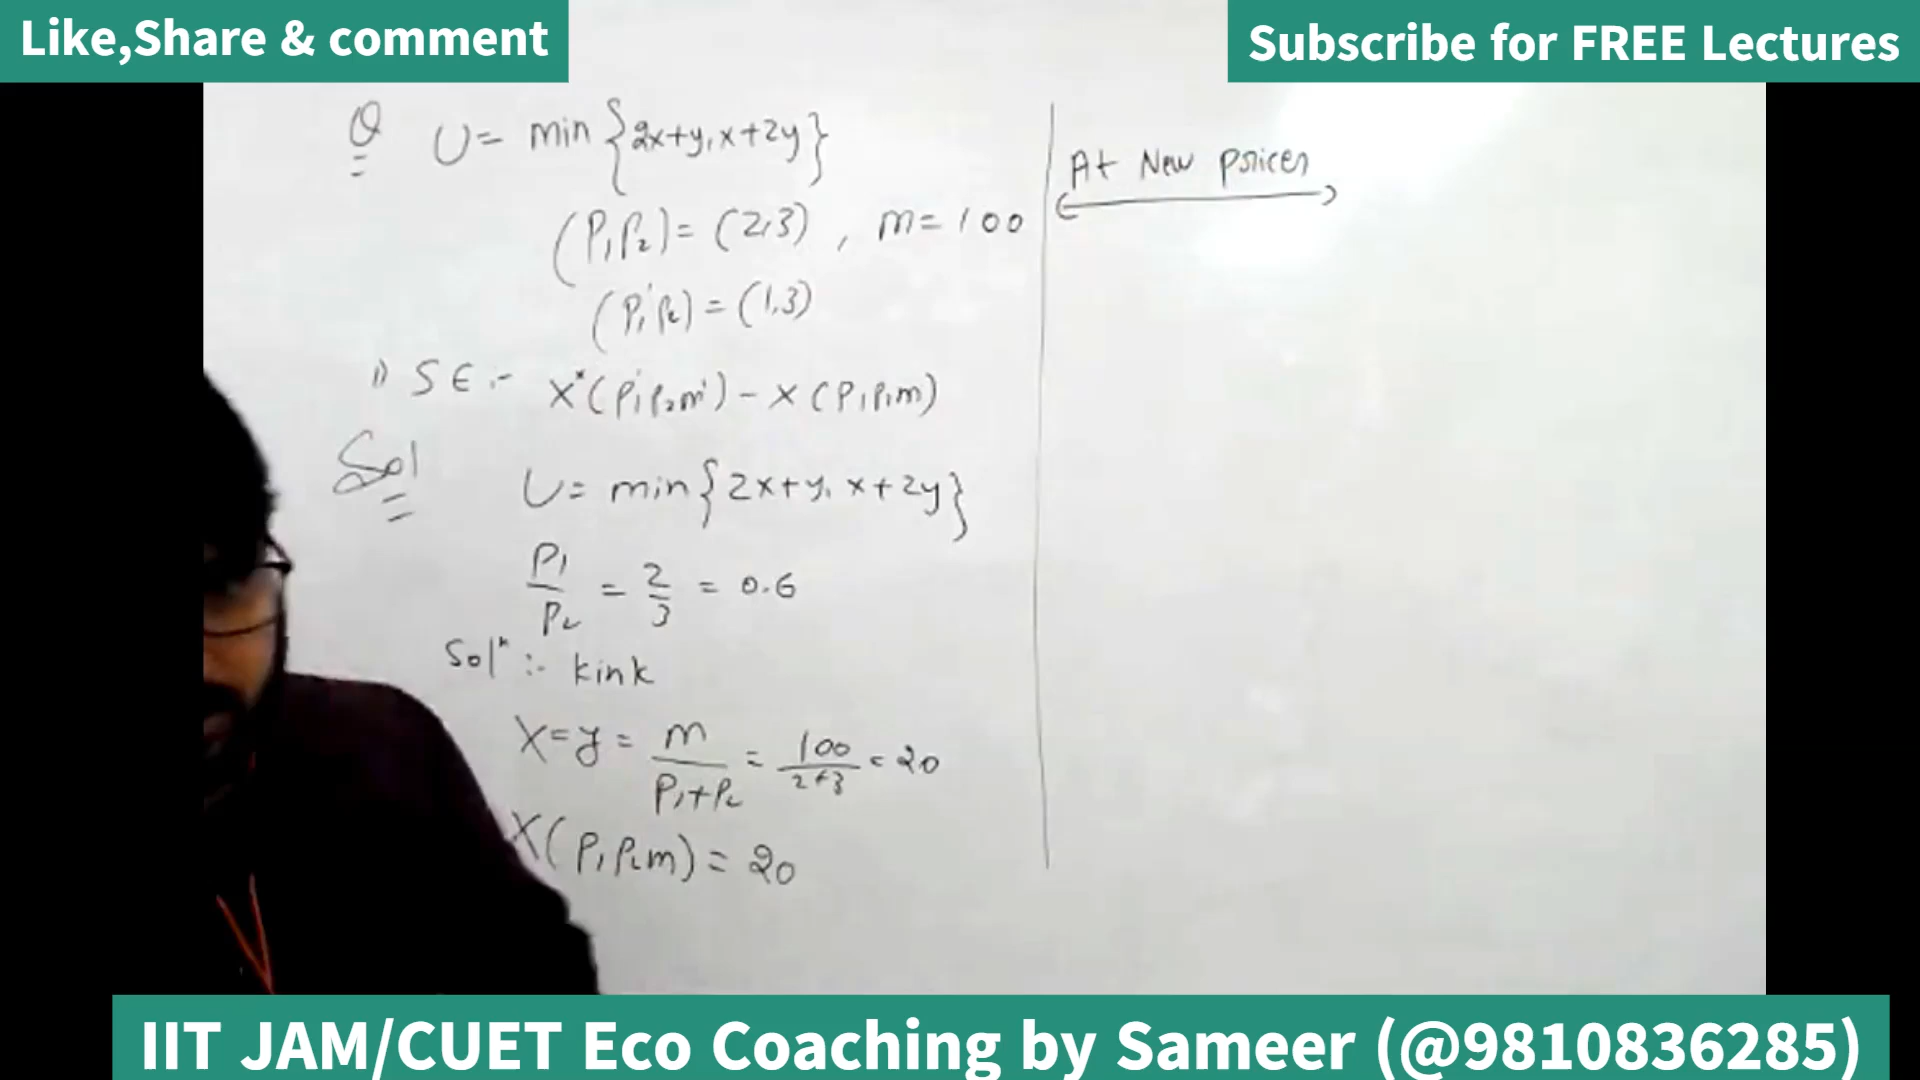 Like,Share & comment
Subscribe for FREE Lectures
Q U = min {2x+y, x+2y}
(P1P2) = (2,3) , m = 100
(P1'P2) = (1,3)
1) SE :- X*(P1'P2m') - X(P1P2m)
Sol
U = min {2x+y, x+2y}
P1/P2 = 2/3 = 0.6
Solⁿ :- kink
X = y = m/(P1+P2) = 100/(2+3) = 20
X(P1P2m) = 20
At New prices
IIT JAM/CUET Eco Coaching by Sameer (@9810836285)